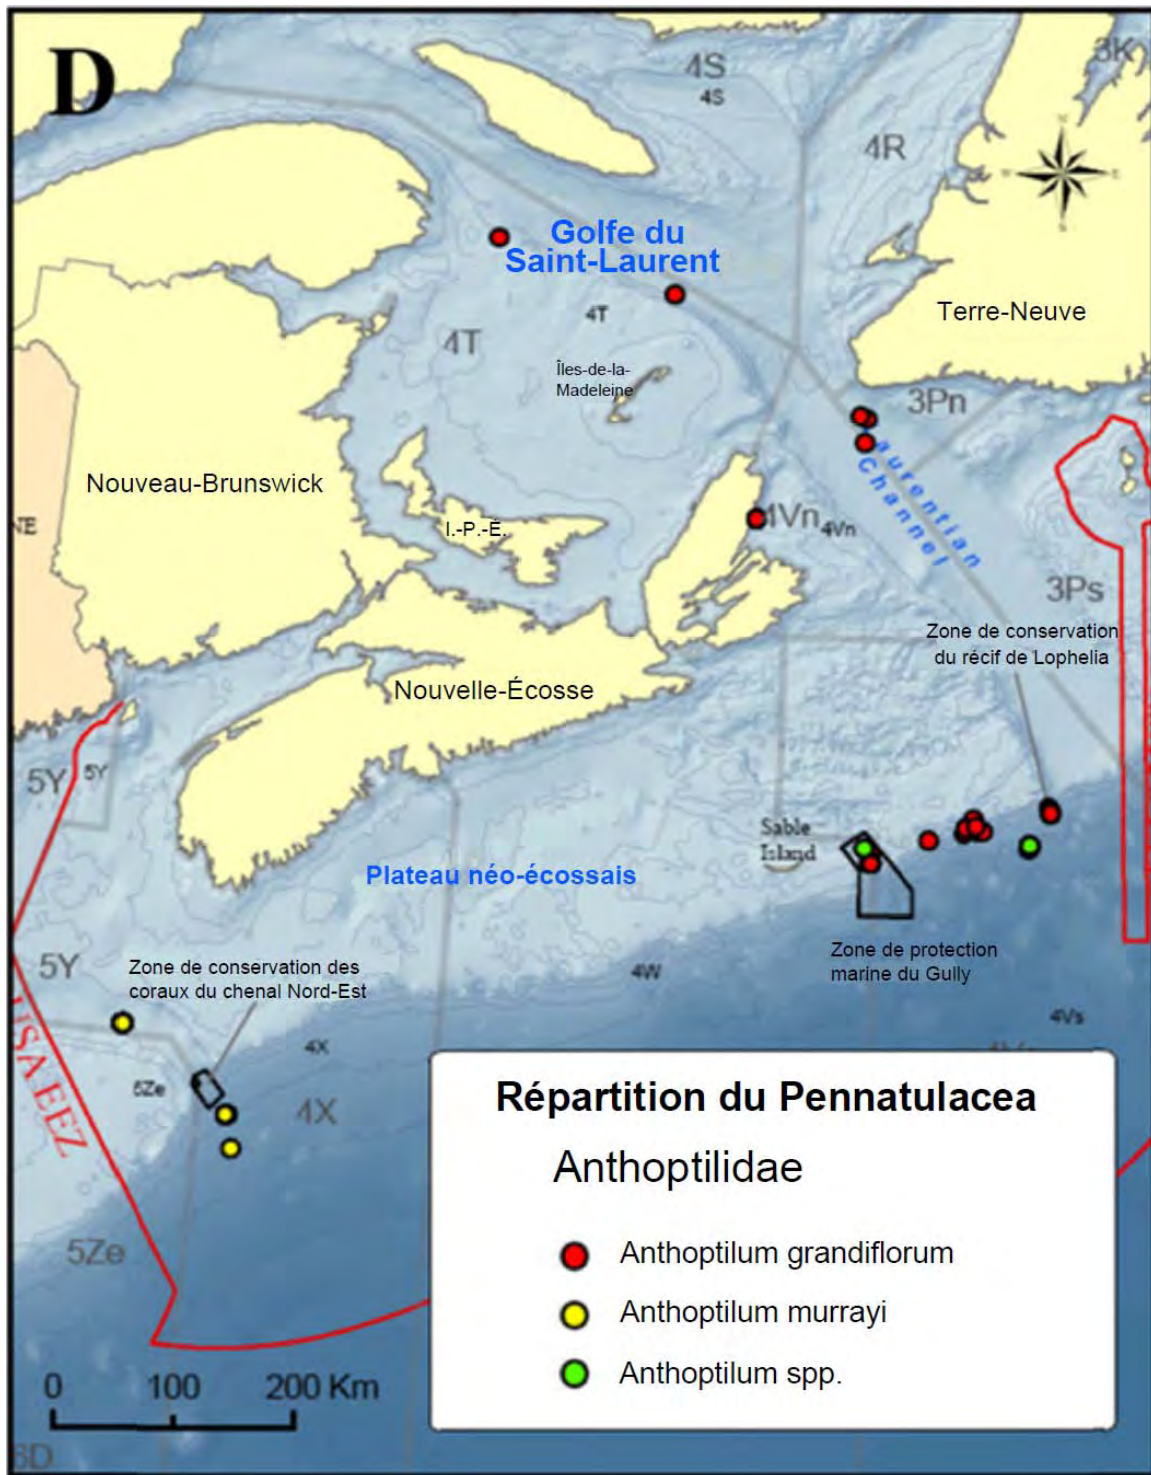 D
4S
4S
3K
4R
N
W
E
S
Golfe du
Saint-Laurent
4T
4T
Terre-Neuve
Îles-de-la-
Madeleine
3Pn
Nouveau-Brunswick
I.-P.-É.
NE
4Vn
4Vn
aurentian
Channel
3Ps
Zone de conservation
du récif de Lophelia
Nouvelle-Écosse
5Y
5Y
Sable
Island
Plateau néo-écossais
Zone de protection
marine du Gully
5Y
Zone de conservation des
coraux du chenal Nord-Est
4W
4Vs
USA EEZ
4X
5Ze
4X
5Ze
Répartition du Pennatulacea
Anthoptilidae
Anthoptilum grandiflorum
Anthoptilum murrayi
Anthoptilum spp.
0 100 200 Km
6D